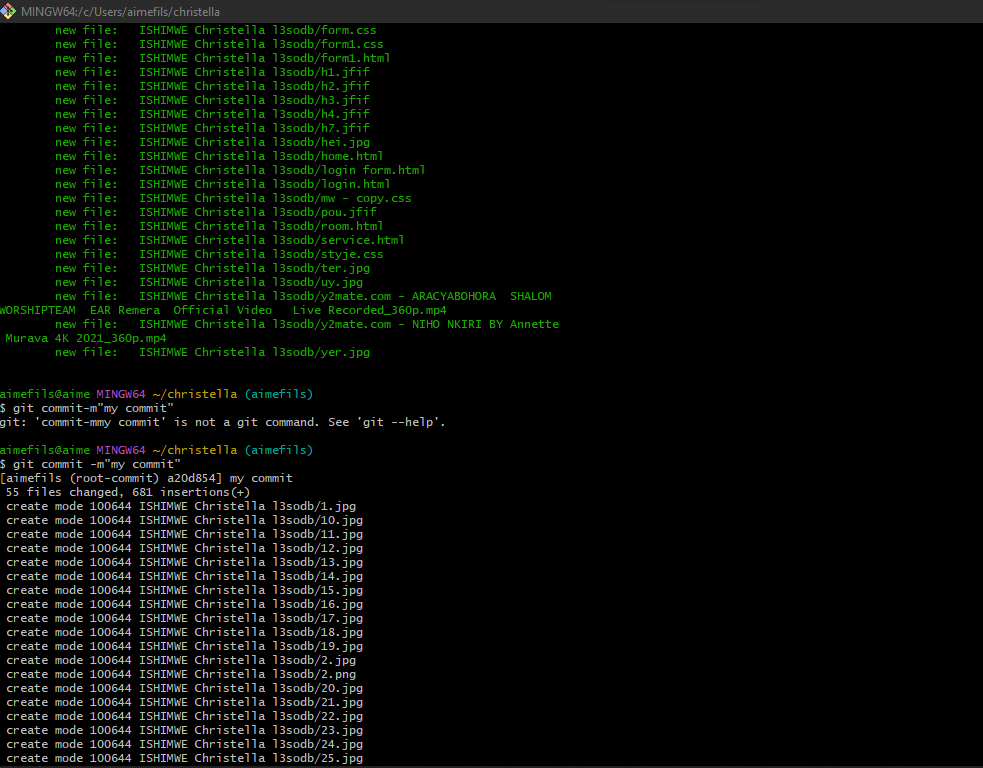 MINGW64:/c/Users/aimefils/christella
new file:   ISHIMWE Christella l3sodb/form.css
new file:   ISHIMWE Christella l3sodb/form1.css
new file:   ISHIMWE Christella l3sodb/form1.html
new file:   ISHIMWE Christella l3sodb/h1.jfif
new file:   ISHIMWE Christella l3sodb/h2.jfif
new file:   ISHIMWE Christella l3sodb/h3.jfif
new file:   ISHIMWE Christella l3sodb/h4.jfif
new file:   ISHIMWE Christella l3sodb/h7.jfif
new file:   ISHIMWE Christella l3sodb/hei.jpg
new file:   ISHIMWE Christella l3sodb/home.html
new file:   ISHIMWE Christella l3sodb/login form.html
new file:   ISHIMWE Christella l3sodb/login.html
new file:   ISHIMWE Christella l3sodb/mw - copy.css
new file:   ISHIMWE Christella l3sodb/pou.jfif
new file:   ISHIMWE Christella l3sodb/room.html
new file:   ISHIMWE Christella l3sodb/service.html
new file:   ISHIMWE Christella l3sodb/styje.css
new file:   ISHIMWE Christella l3sodb/ter.jpg
new file:   ISHIMWE Christella l3sodb/uy.jpg
new file:   ISHIMWE Christella l3sodb/y2mate.com - ARACYABOHORA  SHALOM
WORSHIPTEAM  EAR Remera  Official Video   Live Recorded_360p.mp4
new file:   ISHIMWE Christella l3sodb/y2mate.com - NIHO NKIRI BY Annette
Murava 4K 2021_360p.mp4
new file:   ISHIMWE Christella l3sodb/yer.jpg
aimefils@aime MINGW64 ~/christella (aimefils)
$ git commit-m"my commit"
git: 'commit-mmy commit' is not a git command. See 'git --help'.
aimefils@aime MINGW64 ~/christella (aimefils)
$ git commit -m"my commit"
[aimefils (root-commit) a20d854] my commit
55 files changed, 681 insertions(+)
create mode 100644 ISHIMWE Christella l3sodb/1.jpg
create mode 100644 ISHIMWE Christella l3sodb/10.jpg
create mode 100644 ISHIMWE Christella l3sodb/11.jpg
create mode 100644 ISHIMWE Christella l3sodb/12.jpg
create mode 100644 ISHIMWE Christella l3sodb/13.jpg
create mode 100644 ISHIMWE Christella l3sodb/14.jpg
create mode 100644 ISHIMWE Christella l3sodb/15.jpg
create mode 100644 ISHIMWE Christella l3sodb/16.jpg
create mode 100644 ISHIMWE Christella l3sodb/17.jpg
create mode 100644 ISHIMWE Christella l3sodb/18.jpg
create mode 100644 ISHIMWE Christella l3sodb/19.jpg
create mode 100644 ISHIMWE Christella l3sodb/2.jpg
create mode 100644 ISHIMWE Christella l3sodb/2.png
create mode 100644 ISHIMWE Christella l3sodb/20.jpg
create mode 100644 ISHIMWE Christella l3sodb/21.jpg
create mode 100644 ISHIMWE Christella l3sodb/22.jpg
create mode 100644 ISHIMWE Christella l3sodb/23.jpg
create mode 100644 ISHIMWE Christella l3sodb/24.jpg
create mode 100644 ISHIMWE Christella l3sodb/25.jpg